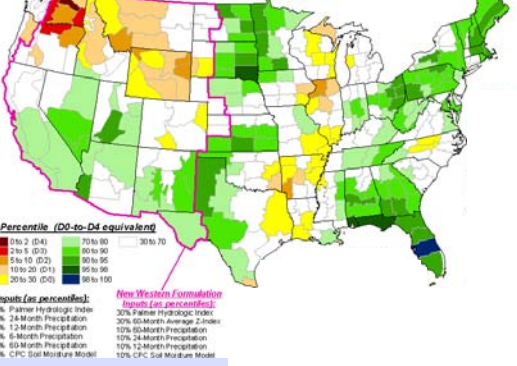 Percentile (D0-to-D4 equivalent)
0 to 2 (D4)
2 to 5 (D3)
5 to 10 (D2)
10 to 20 (D1)
20 to 30 (D0)
70 to 80
80 to 90
90 to 95
95 to 98
98 to 100
30 to 70
nputs (as percentiles):
% Palmer Hydrologic Index
% 24-Month Precipitation
% 12-Month Precipitation
% 6-Month Precipitation
% 60-Month Precipitation
% CPC Soil Moisture Model
New Western Formulation
Inputs (as percentiles):
30% Palmer Hydrologic Index
30% 60-Month Average Z-Index
10% 60-Month Precipitation
10% 24-Month Precipitation
10% 12-Month Precipitation
10% CPC Soil Moisture Model